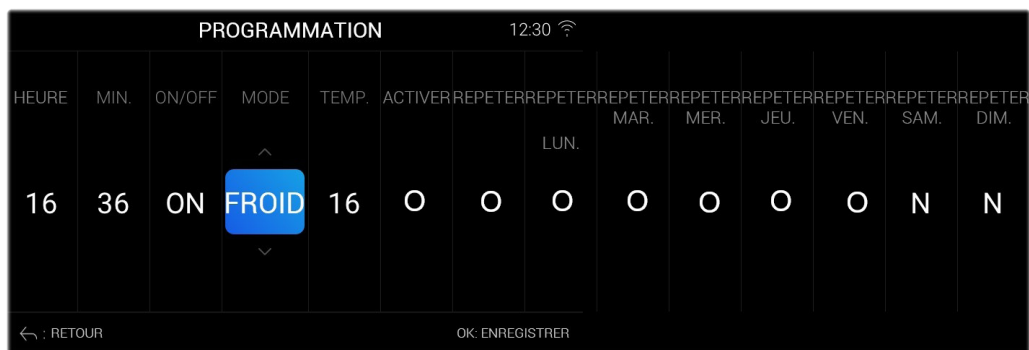 PROGRAMMATION 12:30
HEURE MIN. ON/OFF MODE TEMP. ACTIVER REPETER REPETER REPETER REPETER REPETER REPETER REPETER REPETER
MAR. MER. JEU. VEN. SAM. DIM.
LUN.
16 36 ON FROID 16 O O O O O O O N N
: RETOUR OK: ENREGISTRER